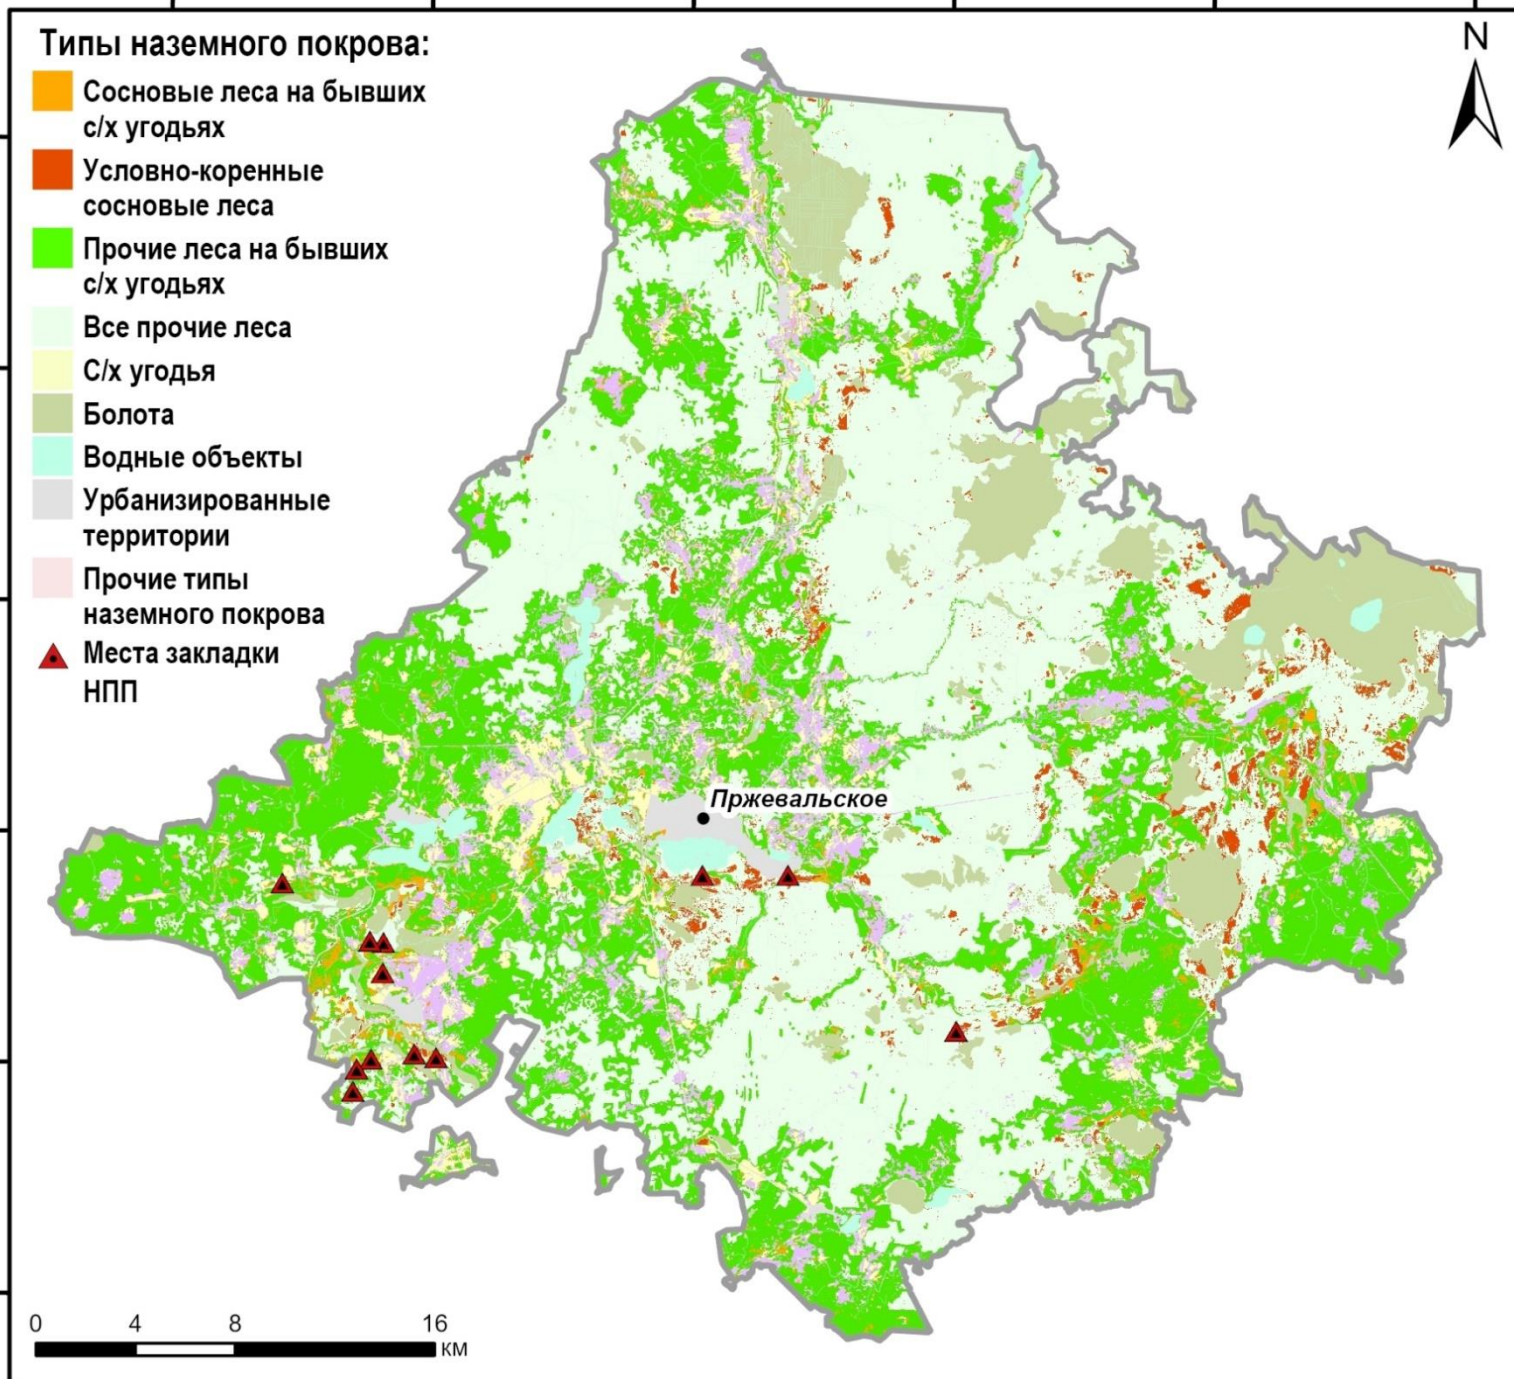 Типы наземного покрова:
Сосновые леса на бывших
с/х угодьях
Условно-коренные
сосновые леса
Прочие леса на бывших
с/х угодьях
Все прочие леса
С/х угодья
Болота
Водные объекты
Урбанизированные
территории
Прочие типы
наземного покрова
Места закладки
НПП
N
Пржевальское
0 4 8 16
км